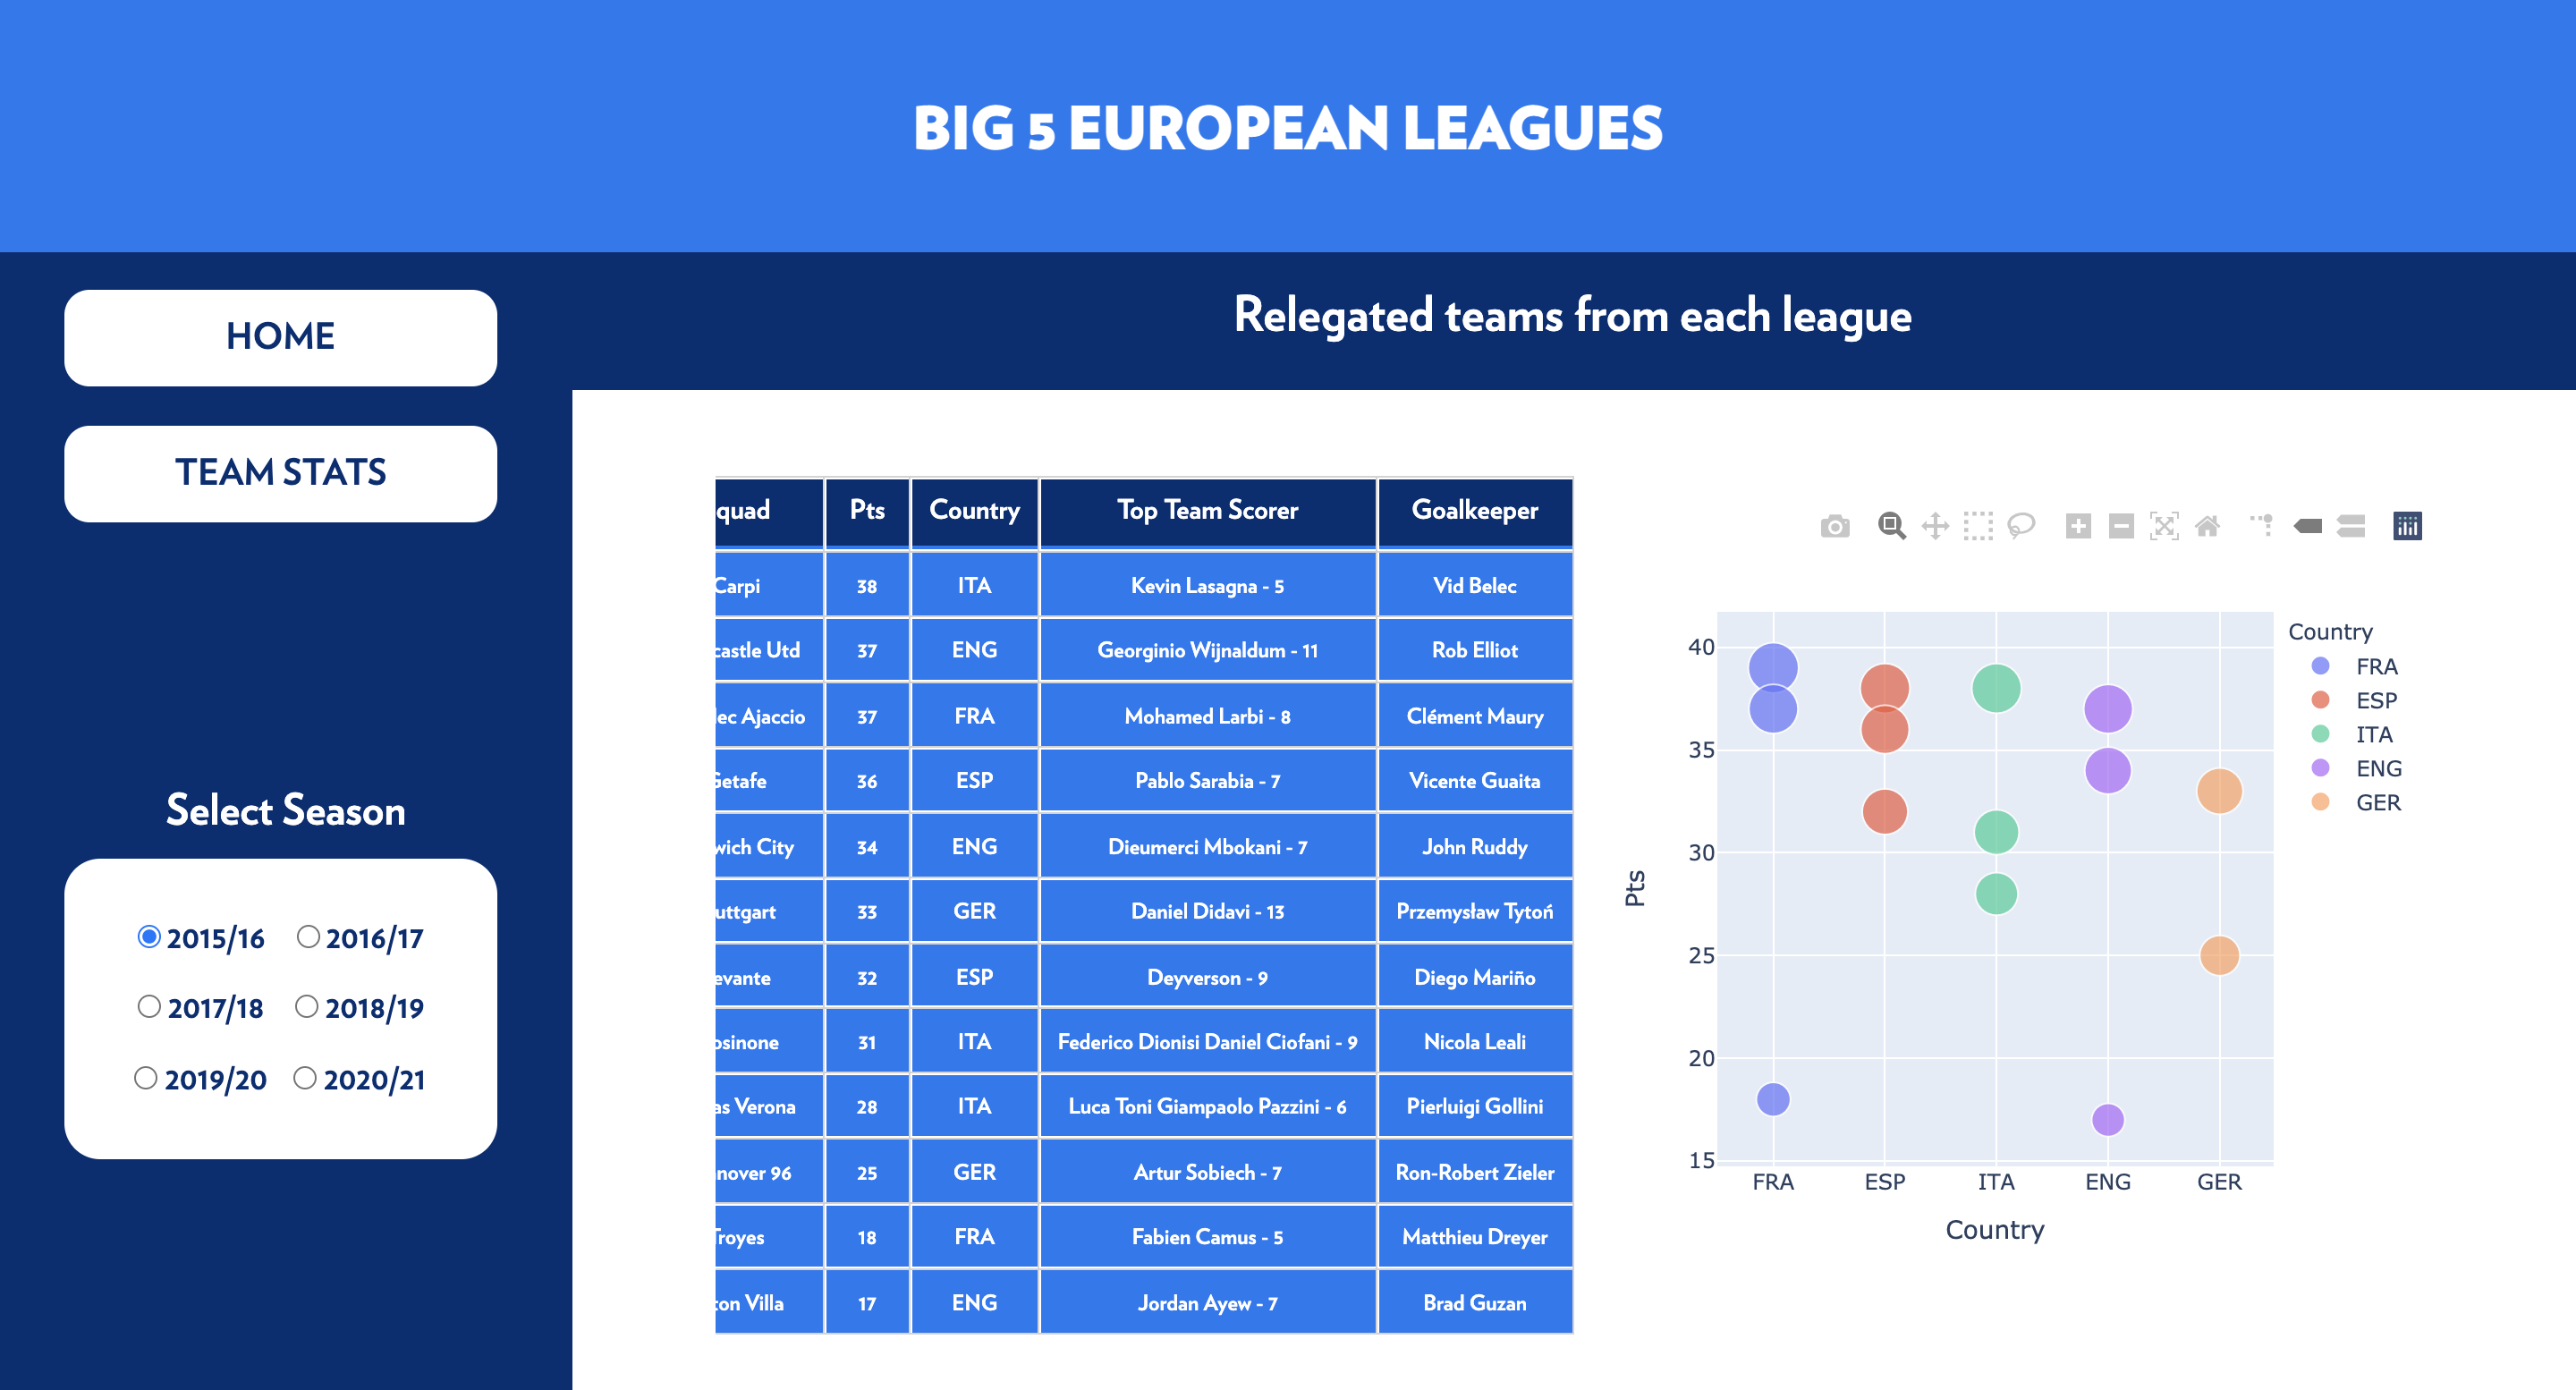 BIG 5 EUROPEAN LEAGUES
HOME
TEAM STATS
Relegated teams from each league
Select Season
2015/16 2016/17
2017/18 2018/19
2019/20 2020/21
quad Pts Country Top Team Scorer Goalkeeper
Carpi 38 ITA Kevin Lasagna - 5 Vid Belec
castle Utd 37 ENG Georginio Wijnaldum - 11 Rob Elliot
lec Ajaccio 37 FRA Mohamed Larbi - 8 Clément Maury
Getafe 36 ESP Pablo Sarabia - 7 Vicente Guaita
wich City 34 ENG Dieumerci Mbokani - 7 John Ruddy
uttgart 33 GER Daniel Didavi - 13 Przemysław Tytoń
evante 32 ESP Deyverson - 9 Diego Mariño
osinone 31 ITA Federico Dionisi Daniel Ciofani - 9 Nicola Leali
as Verona 28 ITA Luca Toni Giampaolo Pazzini - 6 Pierluigi Gollini
nover 96 25 GER Artur Sobiech - 7 Ron-Robert Zieler
Troyes 18 FRA Fabien Camus - 5 Matthieu Dreyer
ton Villa 17 ENG Jordan Ayew - 7 Brad Guzan
40
35
30
25
20
15
Pts
FRA ESP ITA ENG GER
Country
Country
FRA
ESP
ITA
ENG
GER